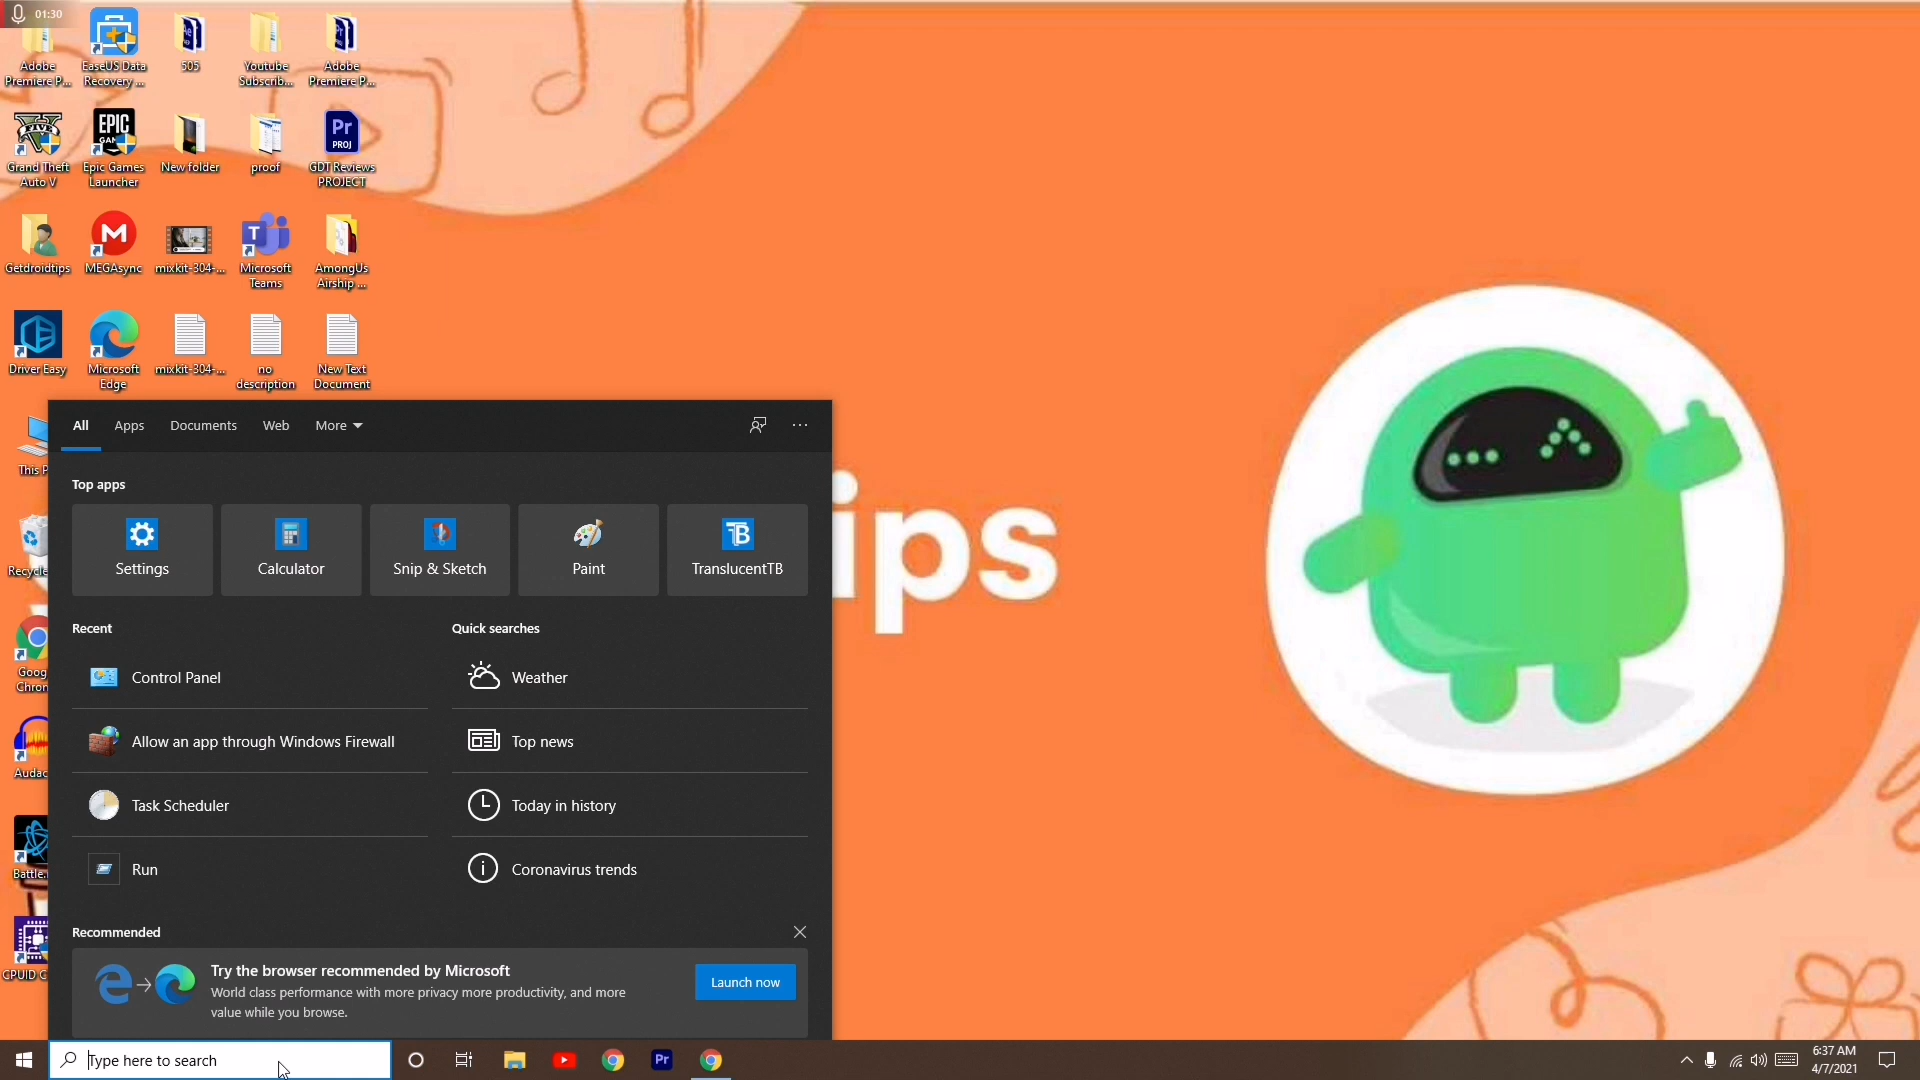 01:30
Adobe
Premiere P...
EaseUS Data
Recovery ...
505
Youtube
Subscrib...
Adobe
Premiere P...
FIVE
EPIC
GAMES
Pr
PROJ
Grand Theft
Auto V
Epic Games
Launcher
New folder
proof
GDT Reviews
PROJECT
Getdroidtips
MEGAsync
mixkit-304-...
Microsoft
Teams
AmongUs
Airship ...
Driver Easy
Microsoft
Edge
mixkit-304-...
no
description
New Text
Document
This P
Recycle
Goog
Chron
Audac
Battle.
CPUID C
ips
All
Apps
Documents
Web
More
Top apps
Settings
Calculator
Snip & Sketch
Paint
TranslucentTB
Recent
Quick searches
Control Panel
Weather
Allow an app through Windows Firewall
Top news
Task Scheduler
Today in history
Run
Coronavirus trends
Recommended
Try the browser recommended by Microsoft
World class performance with more privacy more productivity, and more
value while you browse.
Launch now
Type here to search
Pr
6:37 AM
4/7/2021